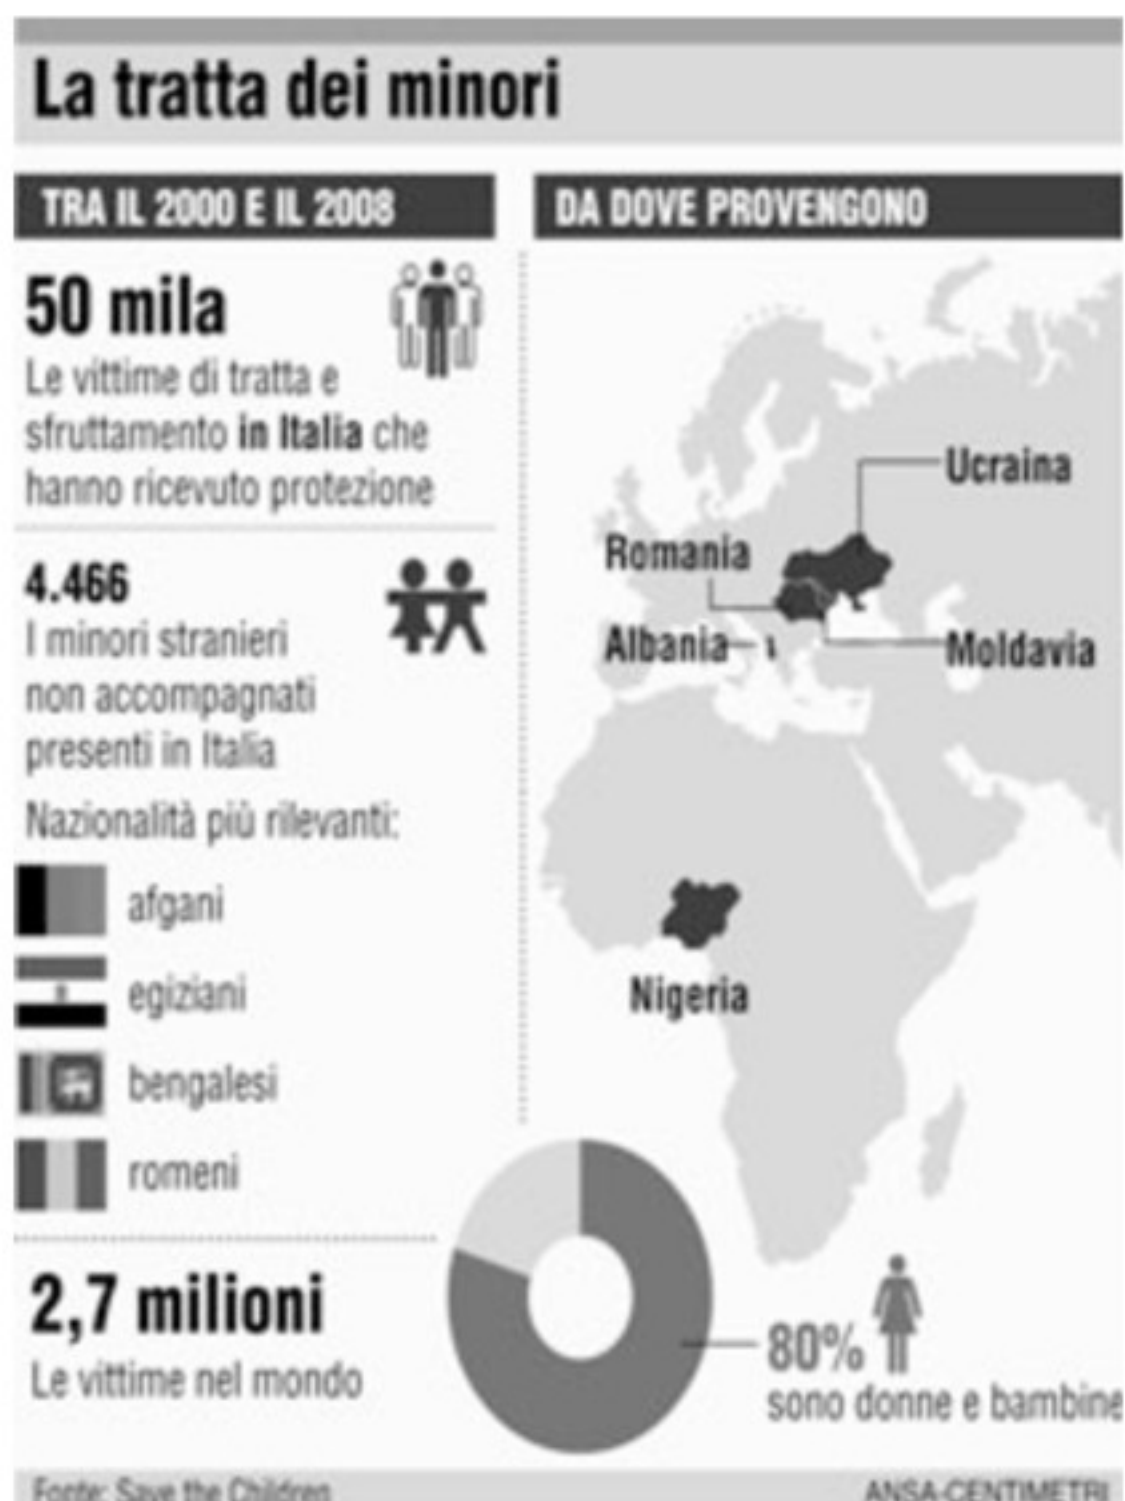 La tratta dei minori
TRA IL 2000 E IL 2008
50 mila
Le vittime di tratta e
sfruttamento in Italia che
hanno ricevuto protezione
4.466
I minori stranieri
non accompagnati
presenti in Italia
Nazionalità più rilevanti:
afgani
egiziani
bengalesi
romeni
2,7 milioni
Le vittime nel mondo
DA DOVE PROVENGONO
Ucraina
Romania
Albania
Moldavia
Nigeria
80%
sono donne e bambine
Fonte: Save the Children
ANSA-CENTIMETRI